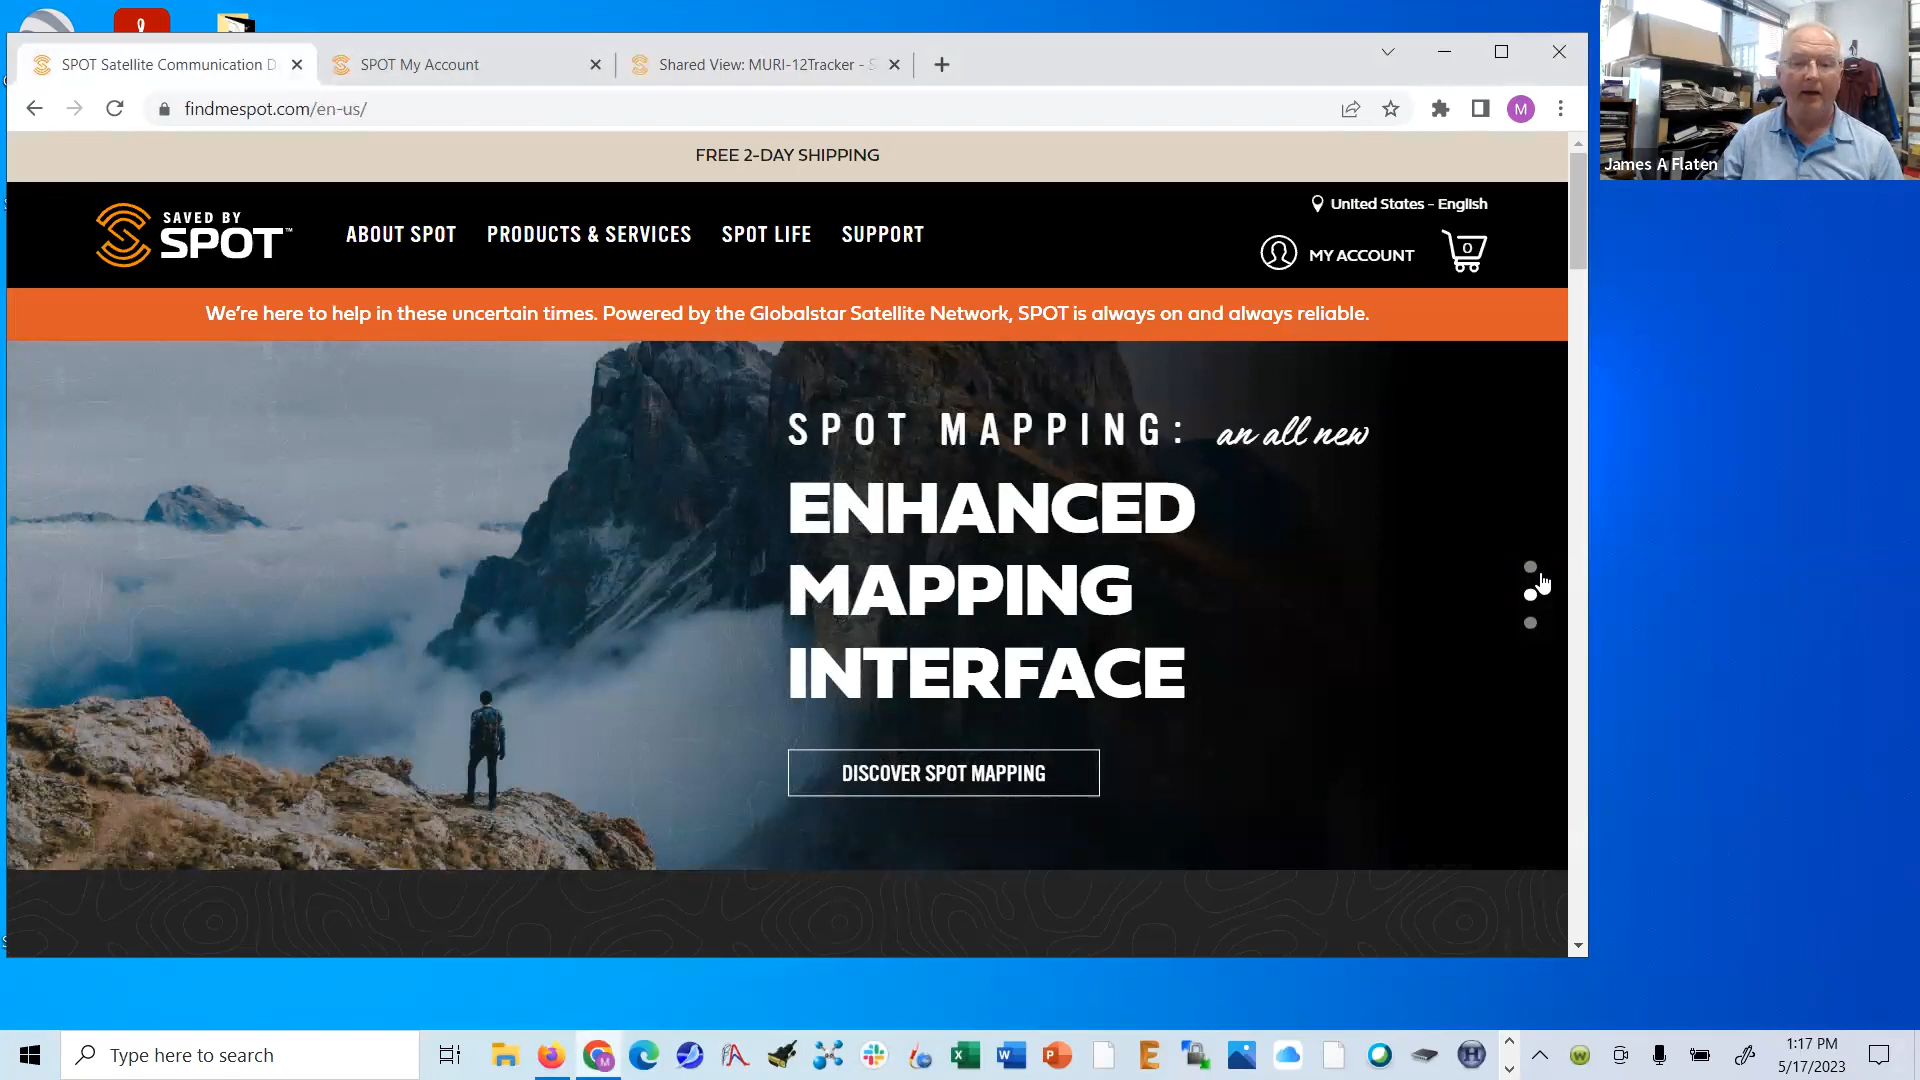 SPOT Satellite Communication D
SPOT My Account
Shared View: MURI-12Tracker - S
findmespot.com/en-us/
M
James A Flaten
FREE 2-DAY SHIPPING
United States - English
SAVED BY
SPOT™
ABOUT SPOT
PRODUCTS & SERVICES
SPOT LIFE
SUPPORT
MY ACCOUNT
0
We're here to help in these uncertain times. Powered by the Globalstar Satellite Network, SPOT is always on and always reliable.
SPOT MAPPING: an all new
ENHANCED
MAPPING
INTERFACE
DISCOVER SPOT MAPPING
Type here to search
1:17 PM
5/17/2023